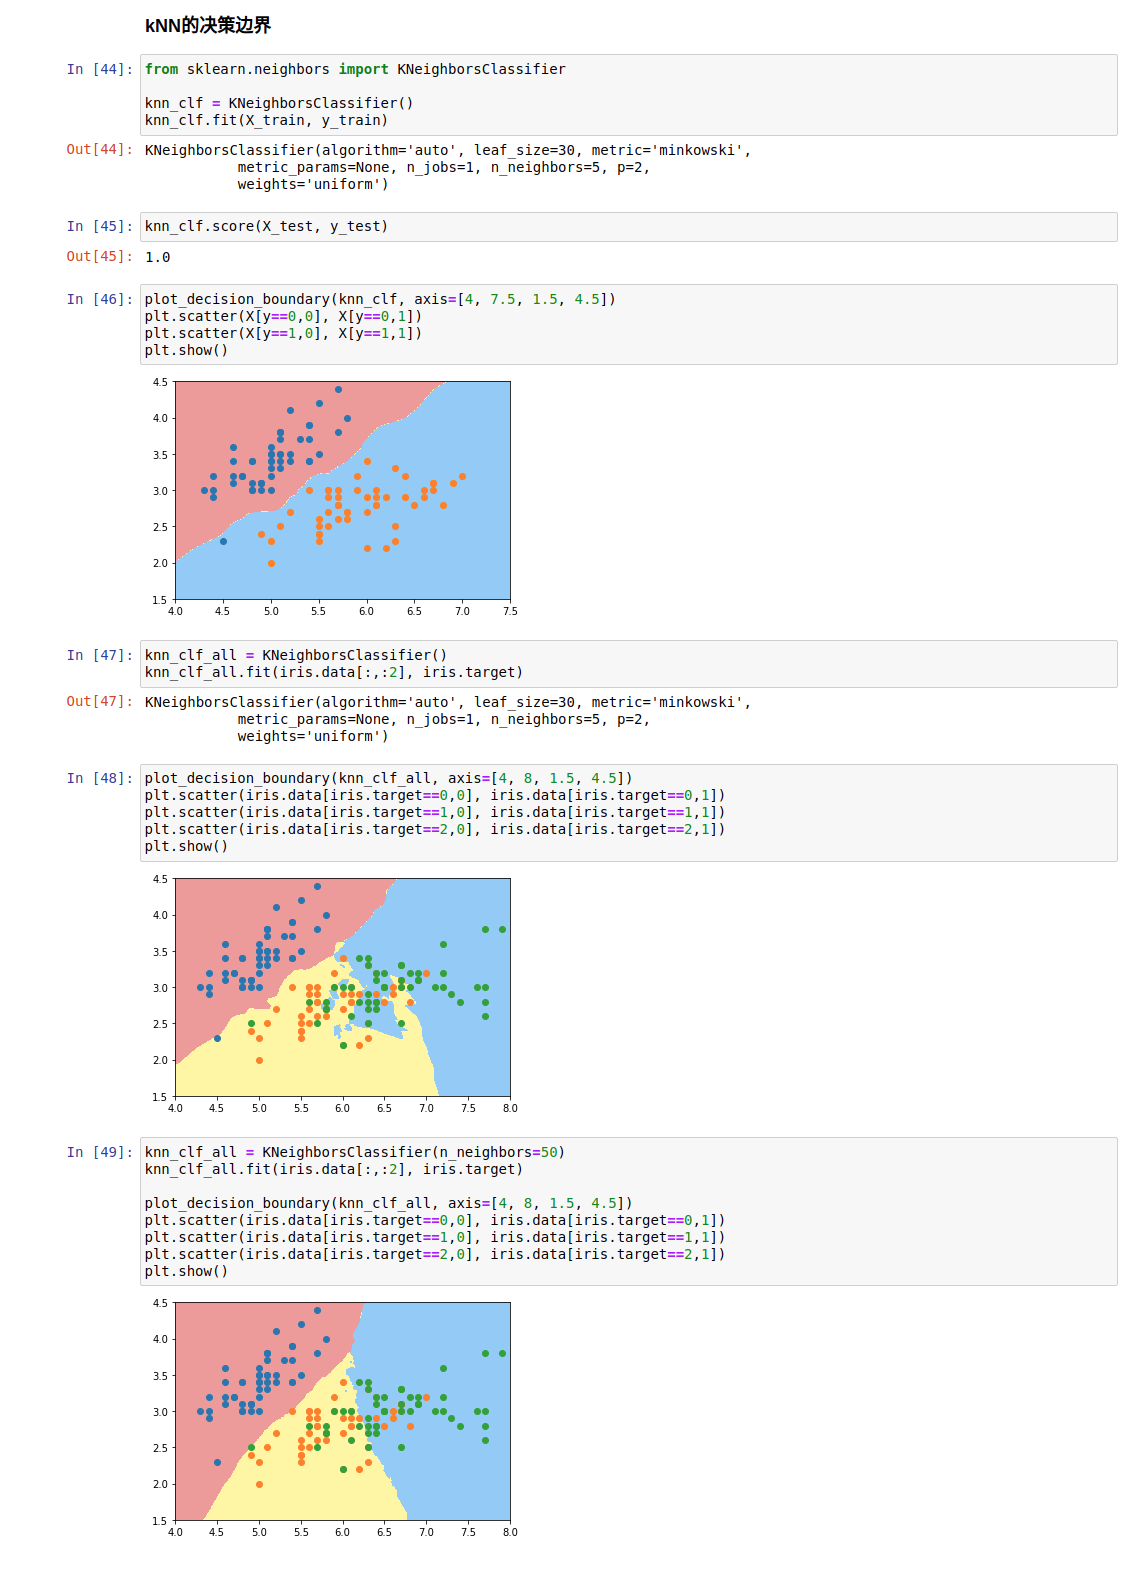 kNN的决策边界
In [44]: from sklearn.neighbors import KNeighborsClassifier
knn_clf = KNeighborsClassifier()
knn_clf.fit(X_train, y_train)
Out[44]: KNeighborsClassifier(algorithm='auto', leaf_size=30, metric='minkowski',
metric_params=None, n_jobs=1, n_neighbors=5, p=2,
weights='uniform')
In [45]: knn_clf.score(X_test, y_test)
Out[45]: 1.0
In [46]: plot_decision_boundary(knn_clf, axis=[4, 7.5, 1.5, 4.5])
plt.scatter(X[y==0,0], X[y==0,1])
plt.scatter(X[y==1,0], X[y==1,1])
plt.show()
4.5
4.0
3.5
3.0
2.5
2.0
1.5
4.0 4.5 5.0 5.5 6.0 6.5 7.0 7.5
In [47]: knn_clf_all = KNeighborsClassifier()
knn_clf_all.fit(iris.data[:,:2], iris.target)
Out[47]: KNeighborsClassifier(algorithm='auto', leaf_size=30, metric='minkowski',
metric_params=None, n_jobs=1, n_neighbors=5, p=2,
weights='uniform')
In [48]: plot_decision_boundary(knn_clf_all, axis=[4, 8, 1.5, 4.5])
plt.scatter(iris.data[iris.target==0,0], iris.data[iris.target==0,1])
plt.scatter(iris.data[iris.target==1,0], iris.data[iris.target==1,1])
plt.scatter(iris.data[iris.target==2,0], iris.data[iris.target==2,1])
plt.show()
4.5
4.0
3.5
3.0
2.5
2.0
1.5
4.0 4.5 5.0 5.5 6.0 6.5 7.0 7.5 8.0
In [49]: knn_clf_all = KNeighborsClassifier(n_neighbors=50)
knn_clf_all.fit(iris.data[:,:2], iris.target)
plot_decision_boundary(knn_clf_all, axis=[4, 8, 1.5, 4.5])
plt.scatter(iris.data[iris.target==0,0], iris.data[iris.target==0,1])
plt.scatter(iris.data[iris.target==1,0], iris.data[iris.target==1,1])
plt.scatter(iris.data[iris.target==2,0], iris.data[iris.target==2,1])
plt.show()
4.5
4.0
3.5
3.0
2.5
2.0
1.5
4.0 4.5 5.0 5.5 6.0 6.5 7.0 7.5 8.0